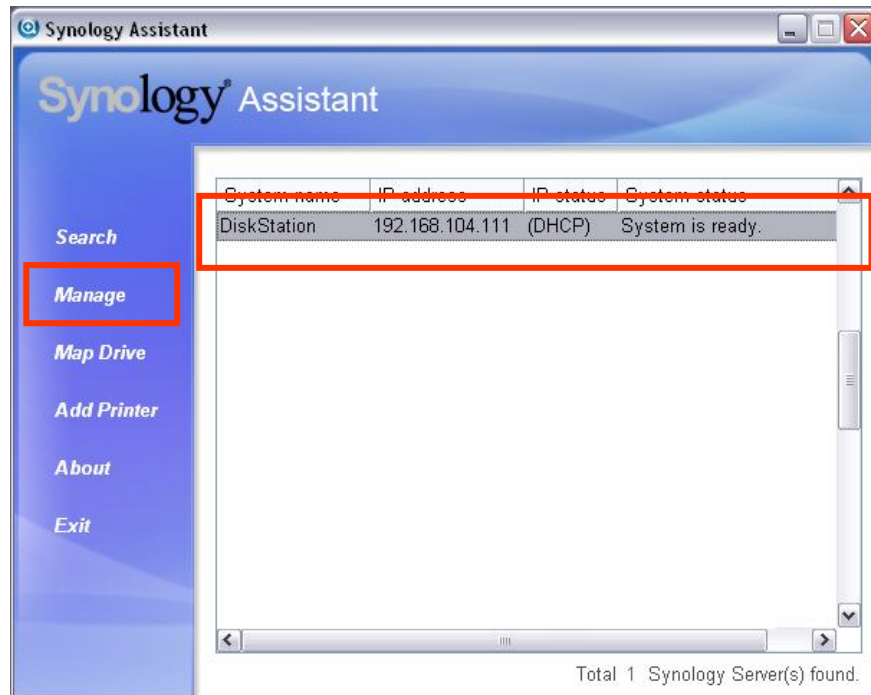 Synology Assistant
Synology® Assistant
System name IP address IP status System status
DiskStation 192.168.104.111 (DHCP) System is ready.
Search
Manage
Map Drive
Add Printer
About
Exit
Total 1 Synology Server(s) found.